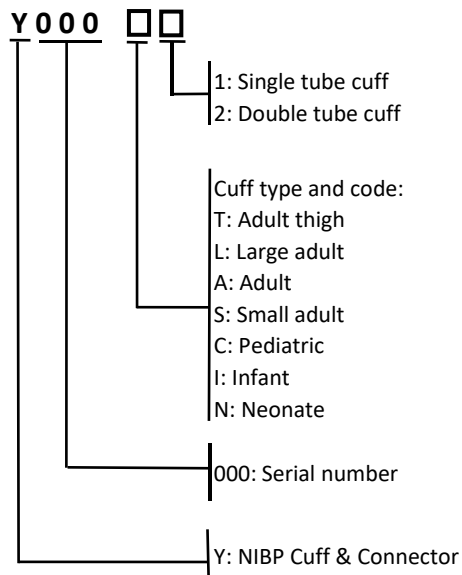 Y000 □□
1: Single tube cuff
2: Double tube cuff
Cuff type and code:
T: Adult thigh
L: Large adult
A: Adult
S: Small adult
C: Pediatric
I: Infant
N: Neonate
000: Serial number
Y: NIBP Cuff & Connector